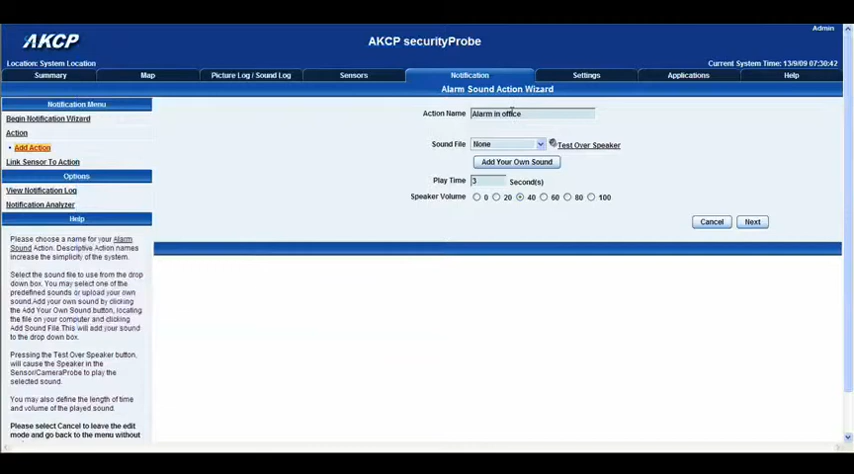 Admin
AKCP
AKCP securityProbe
Location: System Location
Current System Time: 13/9/09 07:30:42
Summary
Map
Picture Log / Sound Log
Sensors
Notification
Settings
Applications
Help
Alarm Sound Action Wizard
Notification Menu
Begin Notification Wizard
Action
Add Action
Link Sensor To Action
Options
View Notification Log
Notification Analyzer
Help
Please choose a name for your Alarm
Sound Action. Descriptive Action names
increase the simplicity of the system.
Select the sound file to use from the drop
down box. You may select one of the
predefined sounds or upload your own
sound.Add your own sound by clicking
the Add Your Own Sound button, locating
the file on your computer and clicking
Add Sound File.This will add your sound
to the drop down box.
Pressing the Test Over Speaker button,
will cause the Speaker in the
Sensor/CameraProbe to play the
selected sound.
You may also define the length of time
and volume of the played sound.
Please select Cancel to leave the edit
mode and go back to the menu without
Action Name Alarm in office
Sound File None Test Over Speaker
Add Your Own Sound
Play Time 3 Second(s)
Speaker Volume 0 20 40 60 80 100
Cancel Next